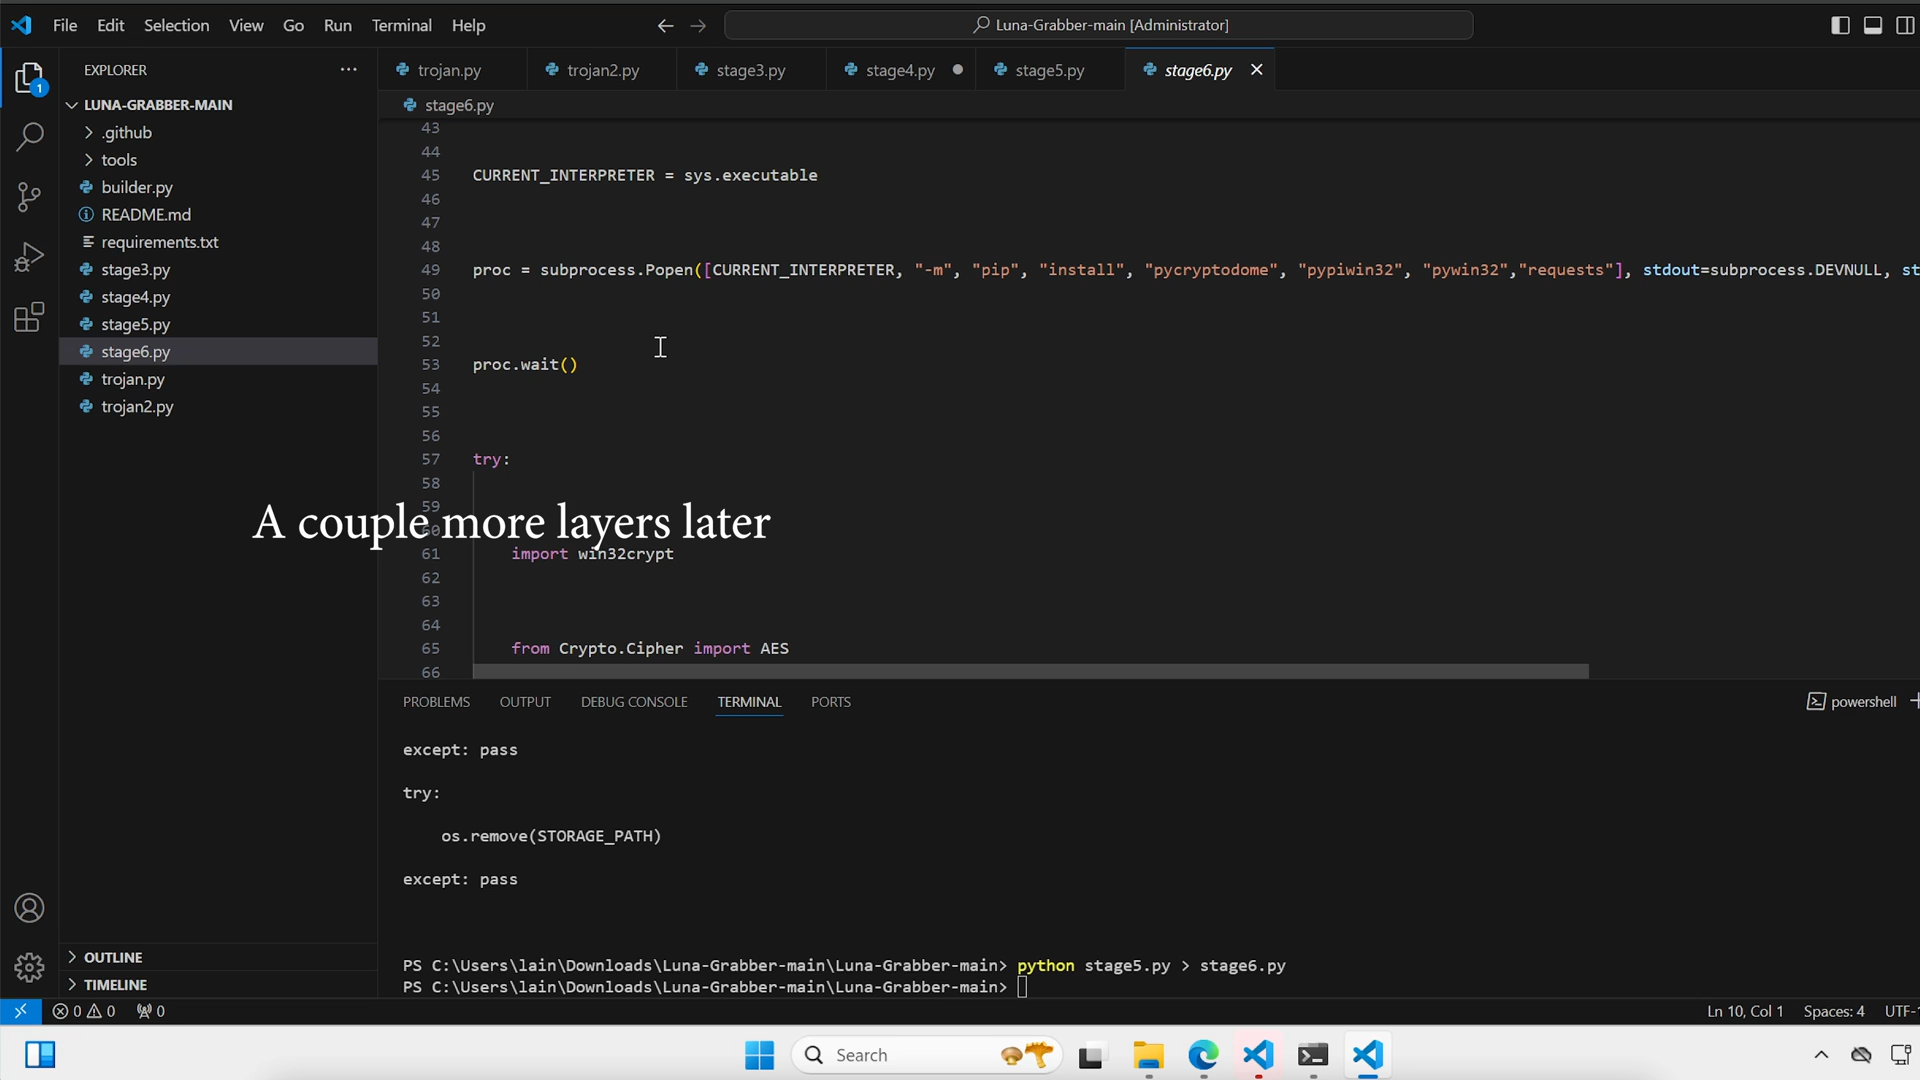 File Edit Selection View Go Run Terminal Help
Luna-Grabber-main [Administrator]
EXPLORER
trojan.py
trojan2.py
stage3.py
stage4.py
stage5.py
stage6.py
LUNA-GRABBER-MAIN
.github
tools
builder.py
README.md
requirements.txt
stage3.py
stage4.py
stage5.py
stage6.py
trojan.py
trojan2.py
OUTLINE
TIMELINE
1
stage6.py
43
44
45 CURRENT_INTERPRETER = sys.executable
46
47
48
49 proc = subprocess.Popen([CURRENT_INTERPRETER, "-m", "pip", "install", "pycryptodome", "pypiwin32", "pywin32","requests"], stdout=subprocess.DEVNULL, st
50
51
52
53 proc.wait()
54
55
56
57 try:
58
59
60
A couple more layers later
61 import win32crypt
62
63
64
65 from Crypto.Cipher import AES
66
PROBLEMS OUTPUT DEBUG CONSOLE TERMINAL PORTS
powershell
except: pass
try:
os.remove(STORAGE_PATH)
except: pass
PS C:\Users\lain\Downloads\Luna-Grabber-main\Luna-Grabber-main> python stage5.py > stage6.py
PS C:\Users\lain\Downloads\Luna-Grabber-main\Luna-Grabber-main>
0 0 0
Ln 10, Col 1 Spaces: 4 UTF-
Search